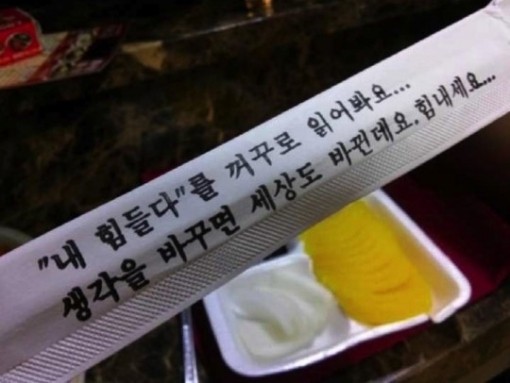 "내 힘들다"를 꺼꾸로 읽어봐요...
생각을 바꾸면 세상도 바뀐데요.힘내세요...